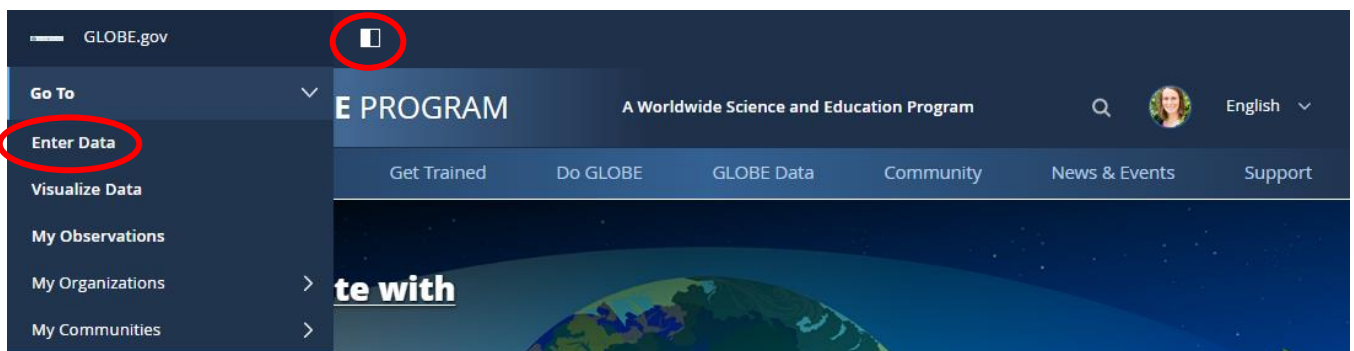 GLOBE.gov
Go To
Enter Data
Visualize Data
My Observations
My Organizations
My Communities
E PROGRAM
A Worldwide Science and Education Program
English
Get Trained
Do GLOBE
GLOBE Data
Community
News & Events
Support
te with